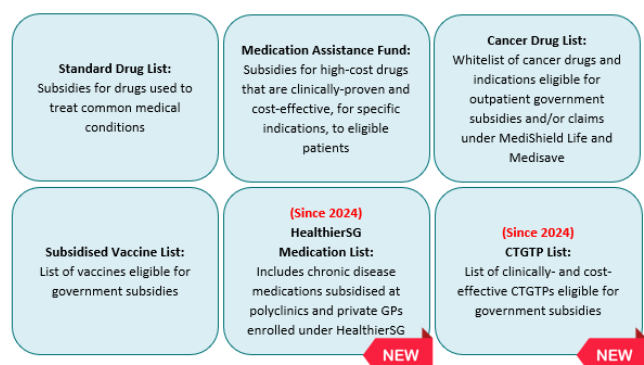 Standard Drug List:
Subsidies for drugs used to
treat common medical
conditions
Medication Assistance Fund:
Subsidies for high-cost drugs
that are clinically-proven and
cost-effective, for specific
indications, to eligible
patients
Cancer Drug List:
Whitelist of cancer drugs and
indications eligible for
outpatient government
subsidies and/or claims
under MediShield Life and
Medisave
Subsidised Vaccine List:
List of vaccines eligible for
government subsidies
(Since 2024)
HealthierSG
Medication List:
Includes chronic disease
medications subsidised at
polyclinics and private GPs
enrolled under HealthierSG
NEW
(Since 2024)
CTGTP List:
List of clinically- and cost-
effective CTGTPs eligible for
government subsidies
NEW